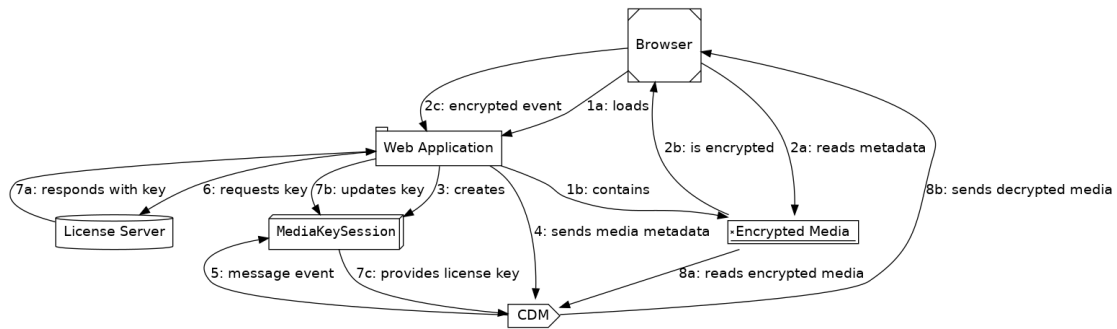 Browser
2c: encrypted event
1a: loads
Web Application
2b: is encrypted
2a: reads metadata
7a: responds with key
6: requests key
7b: updates key
3: creates
1b: contains
8b: sends decrypted media
License Server
MediaKeySession
4: sends media metadata
Encrypted Media
5: message event
7c: provides license key
8a: reads encrypted media
CDM